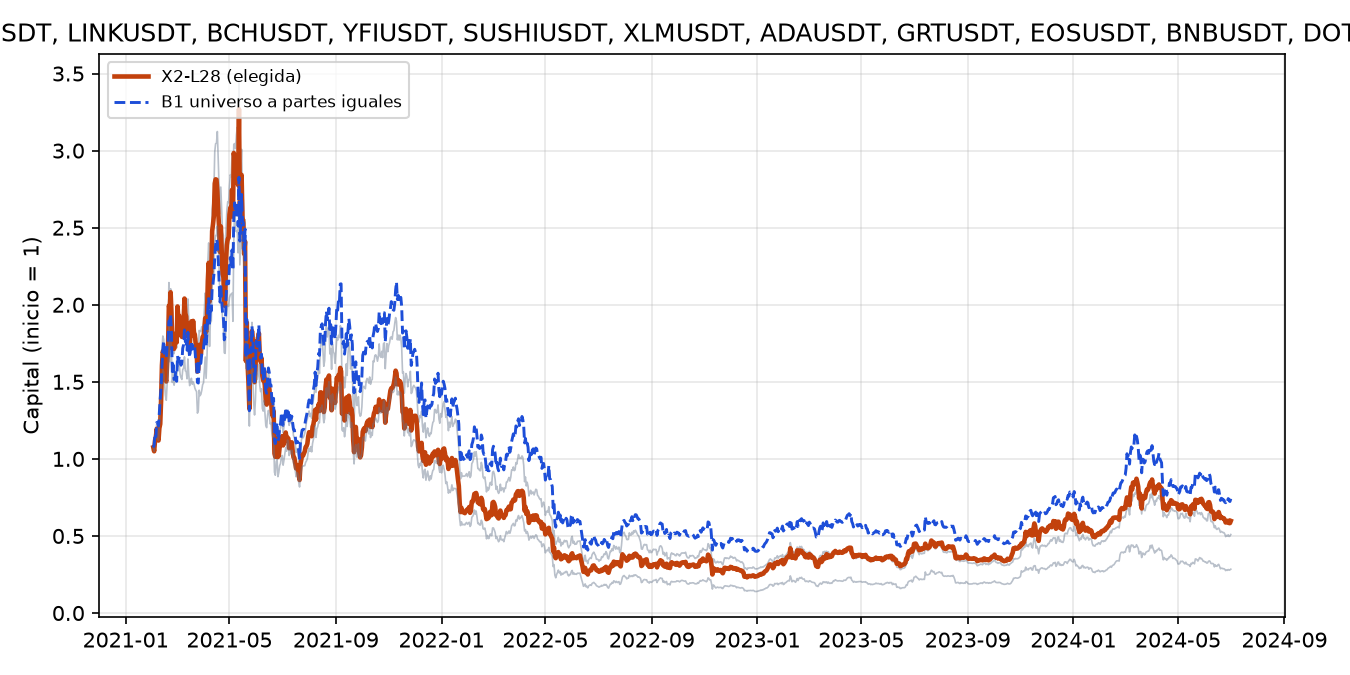 SDT, LINKUSDT, BCHUSDT, YFIUSDT, SUSHIUSDT, XLMUSDT, ADAUSDT, GRTUSDT, EOSUSDT, BNBUSDT, DOT
X2-L28 (elegida)
B1 universo a partes iguales
Capital (inicio = 1)
3.5
3.0
2.5
2.0
1.5
1.0
0.5
0.0
2021-01 2021-05 2021-09 2022-01 2022-05 2022-09 2023-01 2023-05 2023-09 2024-01 2024-05 2024-09